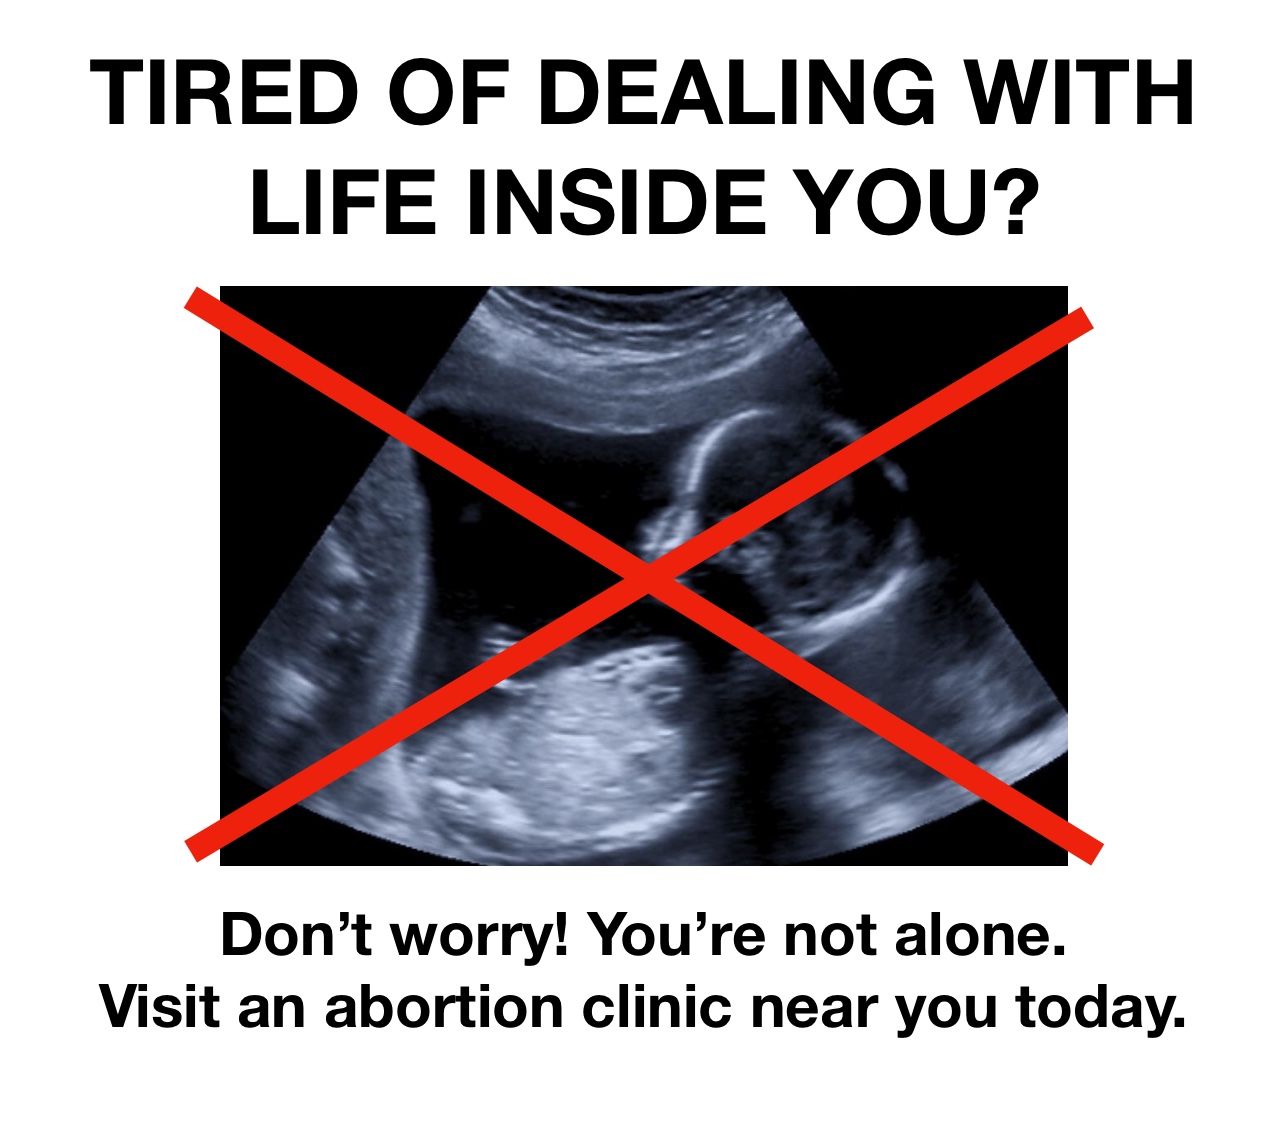 TIRED OF DEALING WITH
LIFE INSIDE YOU?
Don’t worry! You’re not alone.
Visit an abortion clinic near you today.